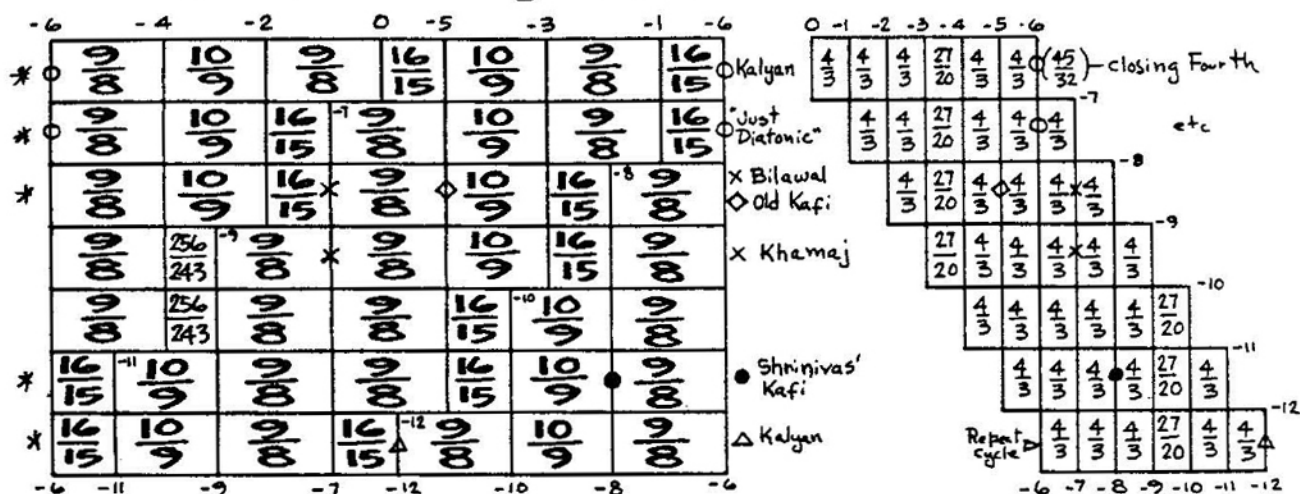 -6 -4 -2 0 -5 -3 -1 -6
* 9/8 10/9 9/8 16/15 10/9 9/8 16/15 Kalyan
* 9/8 10/9 16/15 -7 9/8 10/9 9/8 16/15 "Just
Diatonic"
* 9/8 10/9 16/15 9/8 10/9 16/15 -8 9/8 × Bilawal
◇ Old Kafi
9/8 256/243 -9 9/8 9/8 10/9 16/15 9/8 × Khamaj
9/8 256/243 9/8 9/8 16/15 -10 10/9 9/8
* 16/15 -11 10/9 9/8 9/8 16/15 10/9 9/8 ● Shrinivas'
Kafi
* 16/15 10/9 9/8 16/15 -12 9/8 10/9 9/8 △ Kalyan
-6 -11 -9 -7 -12 -10 -8 -6
0 -1 -2 -3 -4 -5 -6
4/3 4/3 4/3 27/20 4/3 4/3 (45/32) closing Fourth
-7
4/3 4/3 27/20 4/3 4/3 4/3 etc
-8
4/3 27/20 4/3 4/3 4/3 4/3
-9
27/20 4/3 4/3 4/3 4/3 4/3
-10
4/3 4/3 4/3 4/3 4/3 27/20
-11
4/3 4/3 4/3 4/3 27/20 4/3
-12
Repeat
cycle
4/3 4/3 4/3 27/20 4/3 4/3
-6 -7 -8 -9 -10 -11 -12